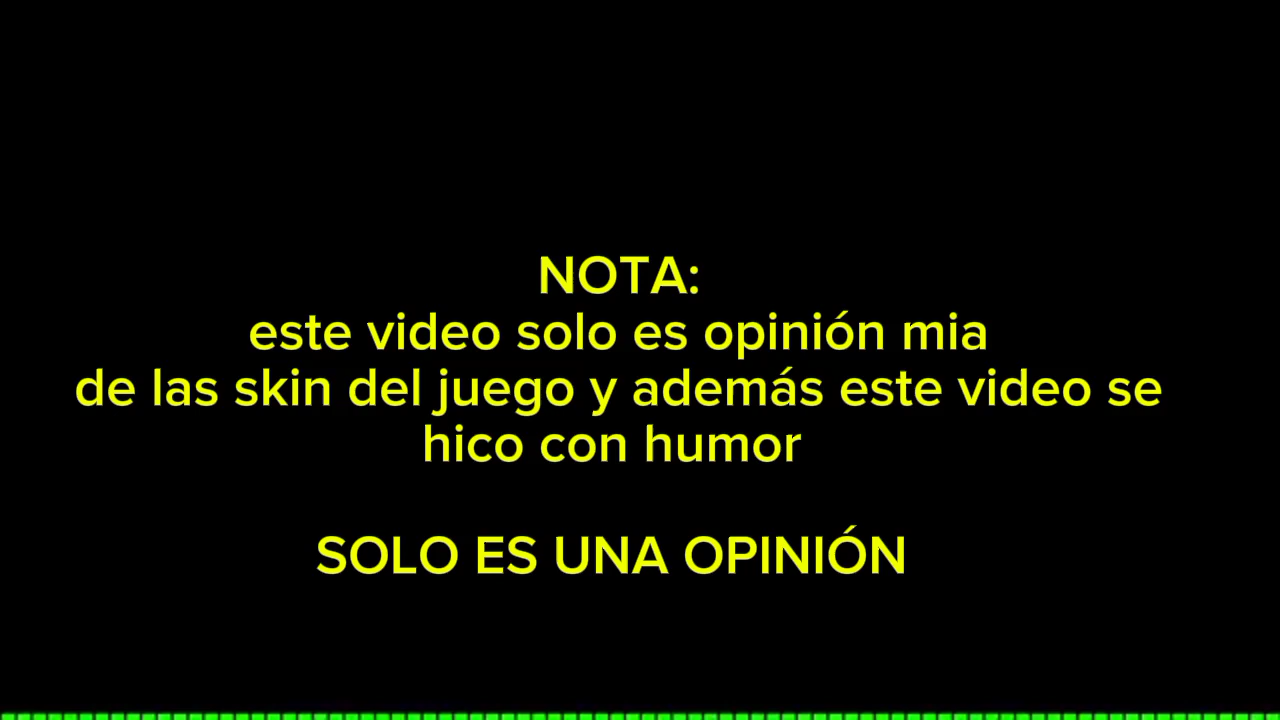 NOTA:
este video solo es opinión mia
de las skin del juego y además este video se
hico con humor
SOLO ES UNA OPINIÓN